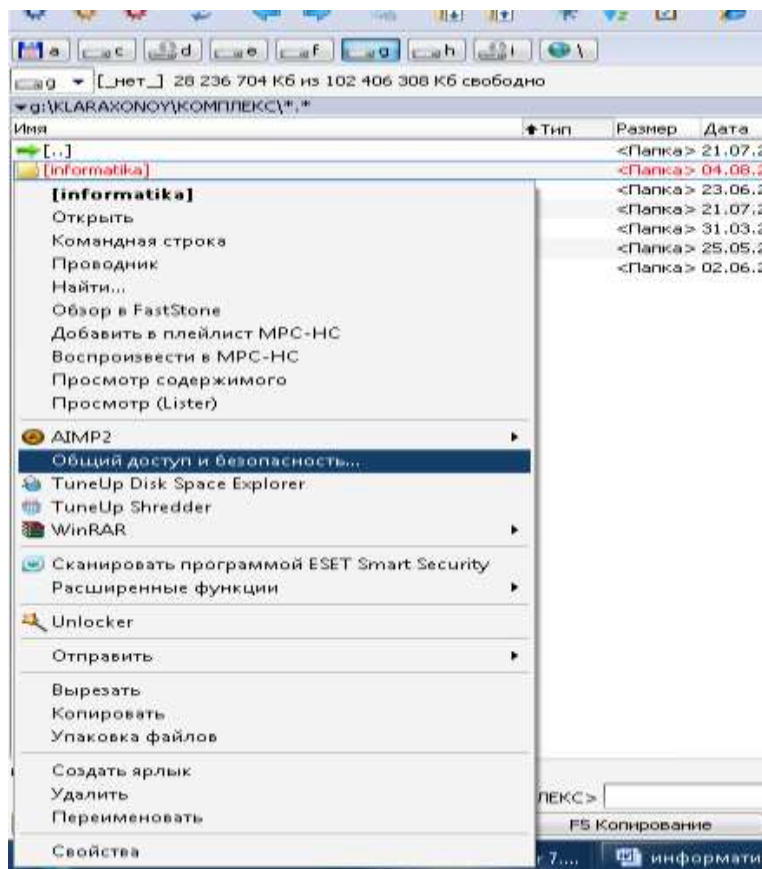 a c d e f g h i \
g [_нет_] 28 236 704 Кб из 102 406 308 Кб свободно
g:\KLARAXONOY\КОМПЛЕКС\*.*
Имя Тип Размер Дата
[..] <Папка> 21.07.2
[informatika] <Папка> 04.08.2
<Папка> 23.06.2
<Папка> 21.07.2
<Папка> 31.03.2
<Папка> 25.05.2
<Папка> 02.06.2
[informatika]
Открыть
Командная строка
Проводник
Найти...
Обзор в FastStone
Добавить в плейлист MPC-HC
Воспроизвести в MPC-HC
Просмотр содержимого
Просмотр (Lister)
AIMP2
Общий доступ и безопасность...
TuneUp Disk Space Explorer
TuneUp Shredder
WinRAR
Сканировать программой ESET Smart Security
Расширенные функции
Unlocker
Отправить
Вырезать
Копировать
Упаковка файлов
Создать ярлык
Удалить
Переименовать
Свойства
ЛЕКС>
F5 Копирование
r 7.... информати